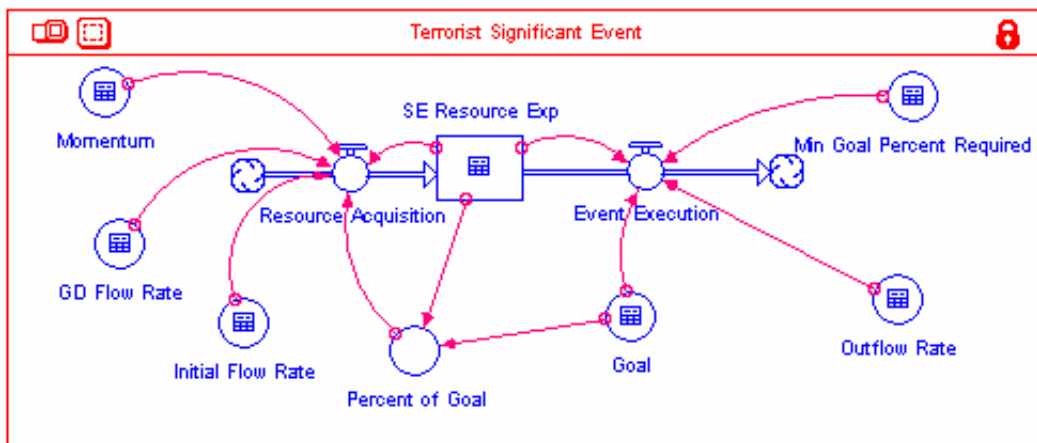 Terrorist Significant Event
SE Resource Exp
Momentum
Min Goal Percent Required
Resource Acquisition
Event Execution
GD Flow Rate
Initial Flow Rate
Goal
Outflow Rate
Percent of Goal